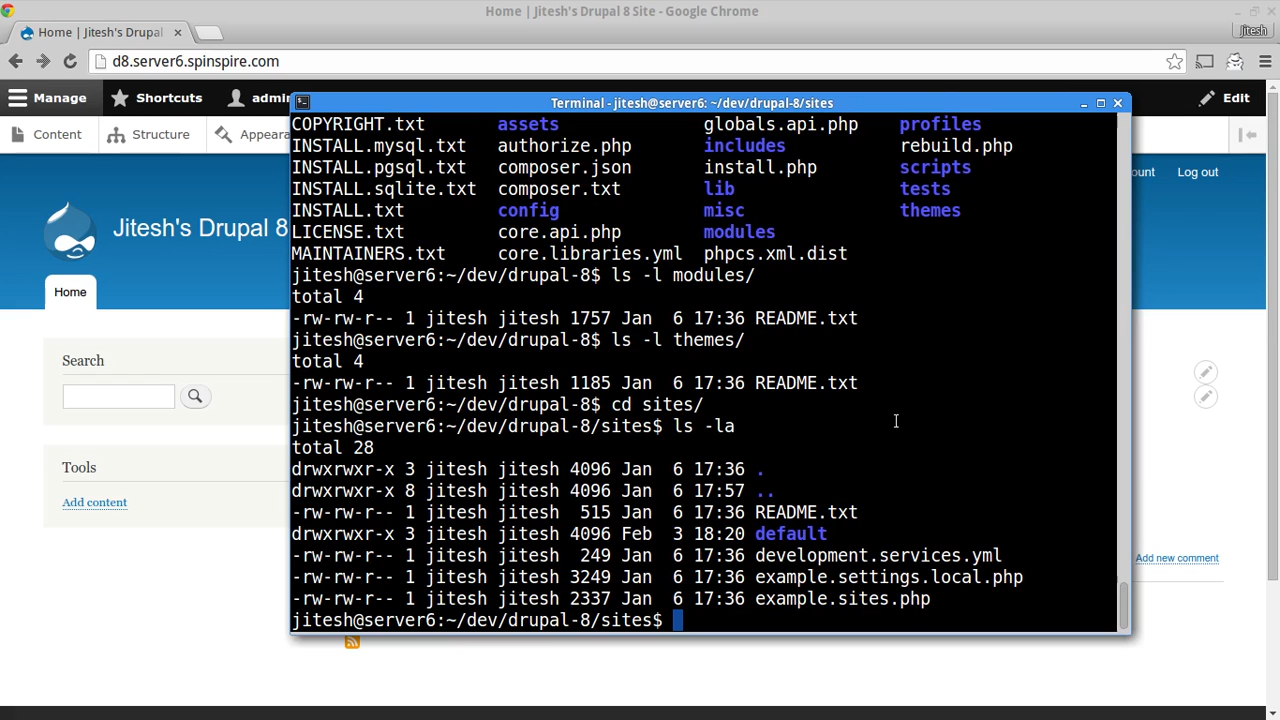 Home | Jitesh's Drupal 8 Site - Google Chrome
Home | Jitesh's Drupal
Jitesh
d8.server6.spinspire.com
Manage
Shortcuts
admin
Edit
Content
Structure
Appeara
Log out
ount
Jitesh's Drupal 8
Home
Search
Tools
Add content
Add new comment
Terminal - jitesh@server6: ~/dev/drupal-8/sites
COPYRIGHT.txt assets globals.api.php profiles
INSTALL.mysql.txt authorize.php includes rebuild.php
INSTALL.pgsql.txt composer.json install.php scripts
INSTALL.sqlite.txt composer.txt lib tests
INSTALL.txt config misc themes
LICENSE.txt core.api.php modules
MAINTAINERS.txt core.libraries.yml phpcs.xml.dist
jitesh@server6:~/dev/drupal-8$ ls -l modules/
total 4
-rw-rw-r-- 1 jitesh jitesh 1757 Jan 6 17:36 README.txt
jitesh@server6:~/dev/drupal-8$ ls -l themes/
total 4
-rw-rw-r-- 1 jitesh jitesh 1185 Jan 6 17:36 README.txt
jitesh@server6:~/dev/drupal-8$ cd sites/
jitesh@server6:~/dev/drupal-8/sites$ ls -la
total 28
drwxrwxr-x 3 jitesh jitesh 4096 Jan 6 17:36 .
drwxrwxr-x 8 jitesh jitesh 4096 Jan 6 17:57 ..
-rw-rw-r-- 1 jitesh jitesh 515 Jan 6 17:36 README.txt
drwxrwxr-x 3 jitesh jitesh 4096 Feb 3 18:20 default
-rw-rw-r-- 1 jitesh jitesh 249 Jan 6 17:36 development.services.yml
-rw-rw-r-- 1 jitesh jitesh 3249 Jan 6 17:36 example.settings.local.php
-rw-rw-r-- 1 jitesh jitesh 2337 Jan 6 17:36 example.sites.php
jitesh@server6:~/dev/drupal-8/sites$